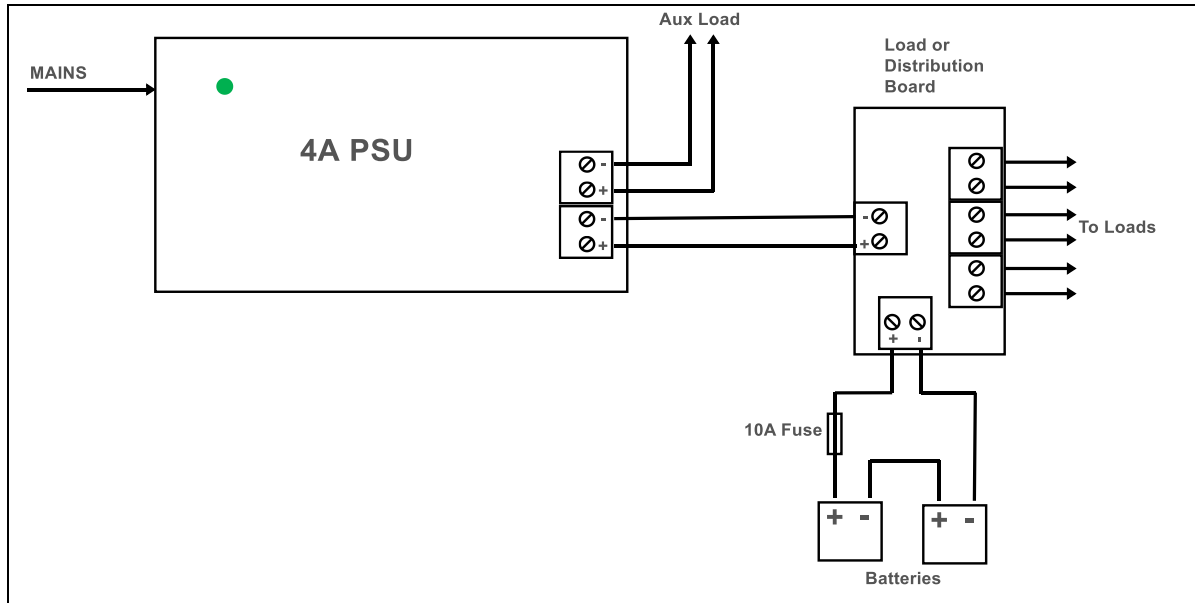 Aux Load
MAINS
Load or
Distribution
Board
4A PSU
-
+
-
+
-
+
To Loads
+ -
10A Fuse
+ - + -
Batteries